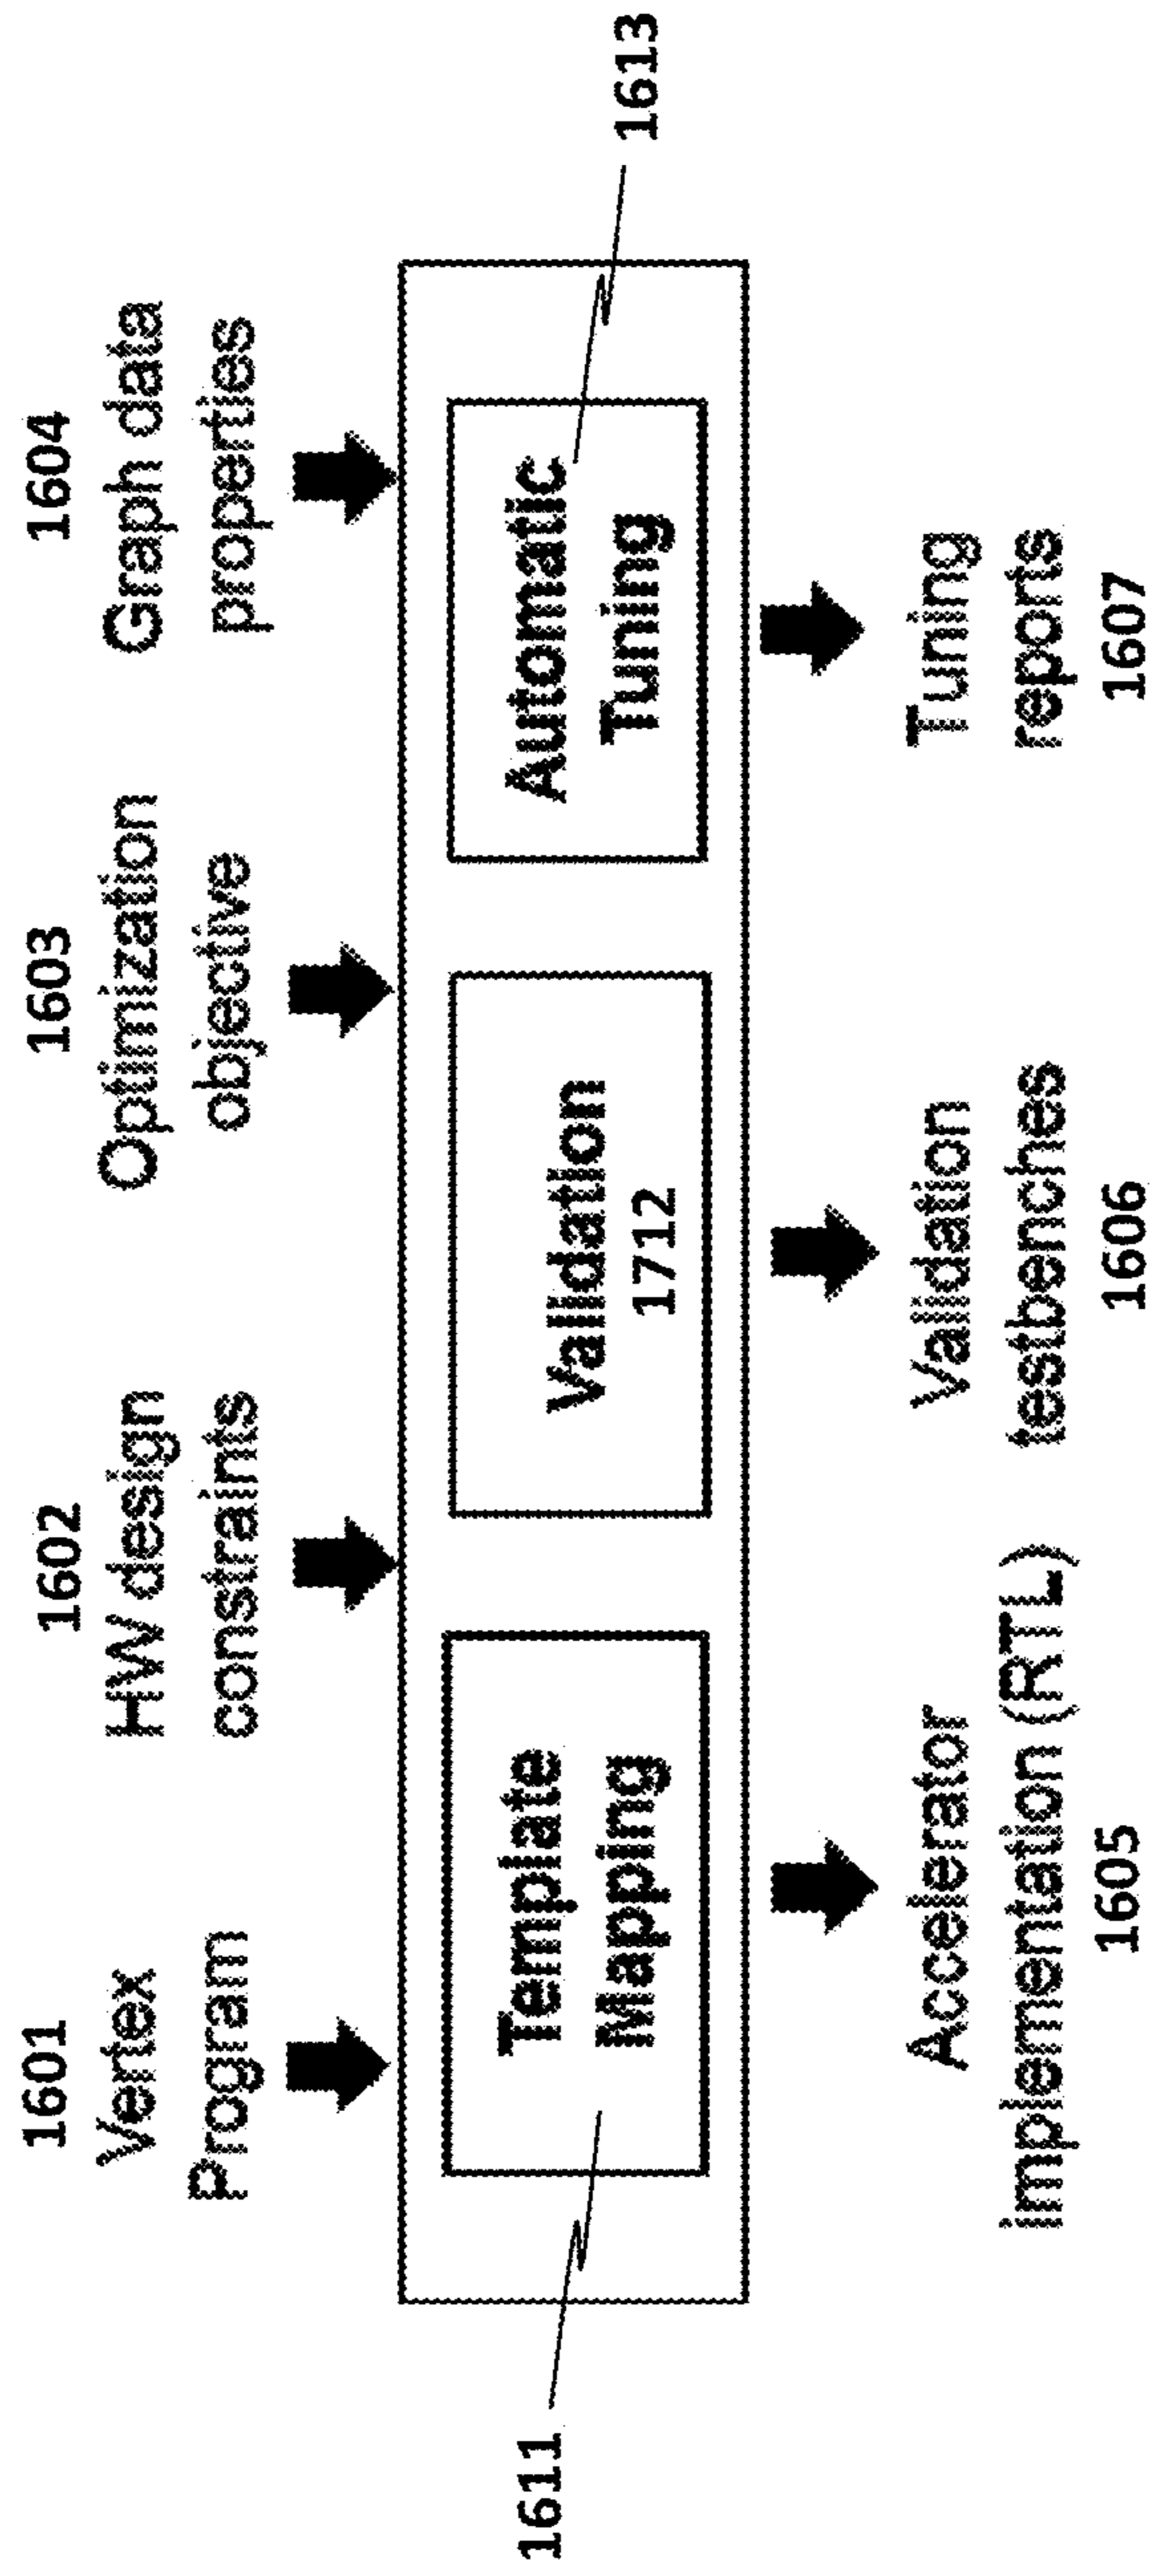 1601
Vertex
Program
1602
HW design
constraints
1603
Optimization
objective
1604
Graph data
properties
1611
Template
Mapping
Validation
1712
Automatic
Tuning
1613
Accelerator
implementation (RTL)
1605
Validation
testbenches
1606
Tuning
reports
1607